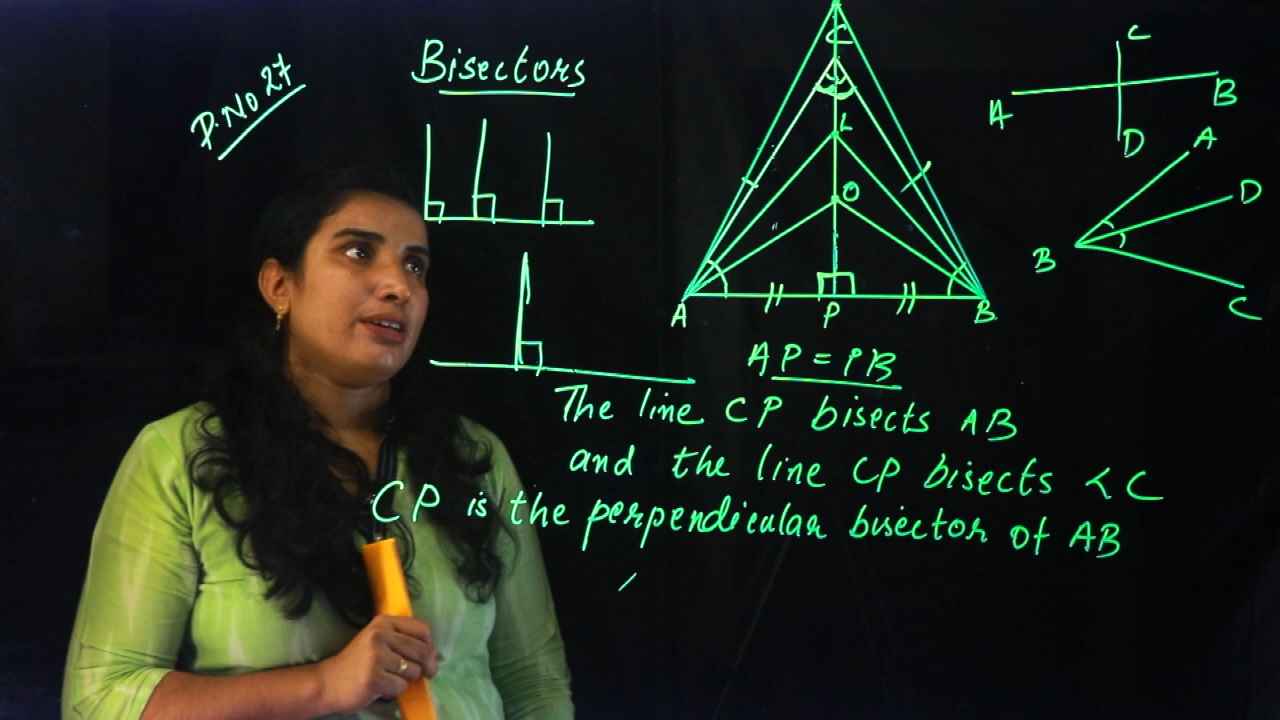 P.No 27
Bisectors
C
L
O
A
P
B
AP = PB
The line CP bisects AB
and the line CP bisects <C
CP is the perpendicular bisector of AB
C
A
B
D
A
D
B
C